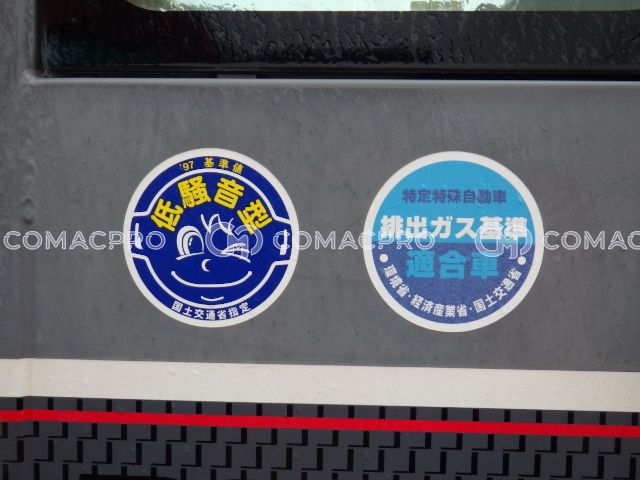 '97 基準値
低騒音型
国土交通省指定
特定特殊自動車
排出ガス基準
適合車
・環境省・経済産業省・国土交通省・
COMACPRO COMACPRO COMACPRO